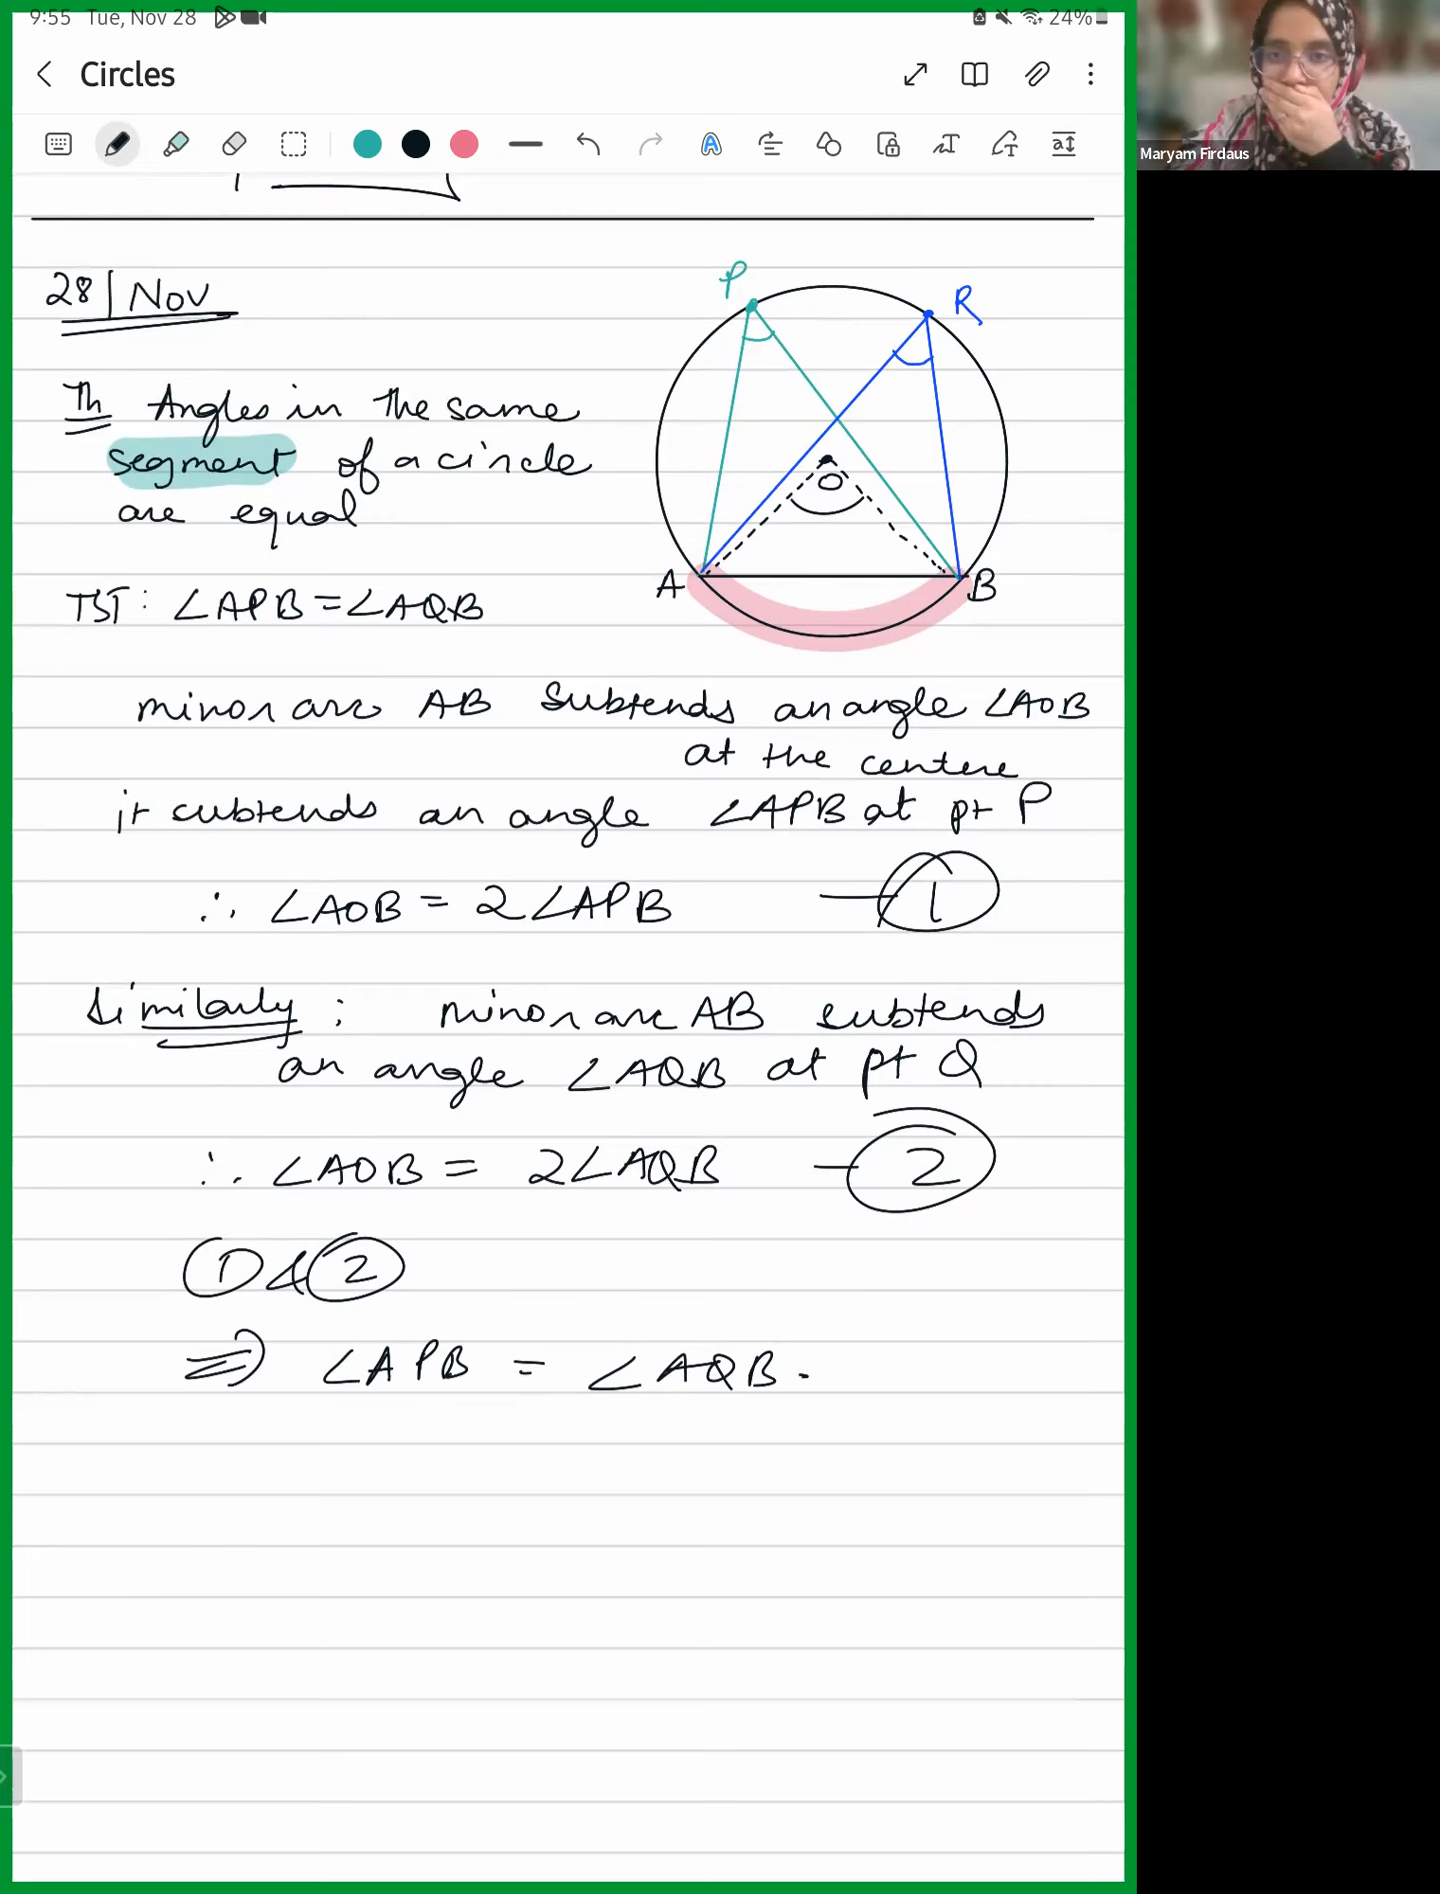 9:55 Tue, Nov 28
24%
Circles
Maryam Firdaus
28 | Nov
Th Angles in the same
segment of a circle
are equal
P
R
O
A
B
TST : ∠APB = ∠AQB
minor arc AB subtends an angle ∠AOB
at the centere
it subtends an angle ∠APB at pt P
∴ ∠AOB = 2∠APB — 1
Similarly : minor arc AB subtends
an angle ∠AQB at pt Q
∴ ∠AOB = 2∠AQB — 2
1 & 2
⇒ ∠APB = ∠AQB.